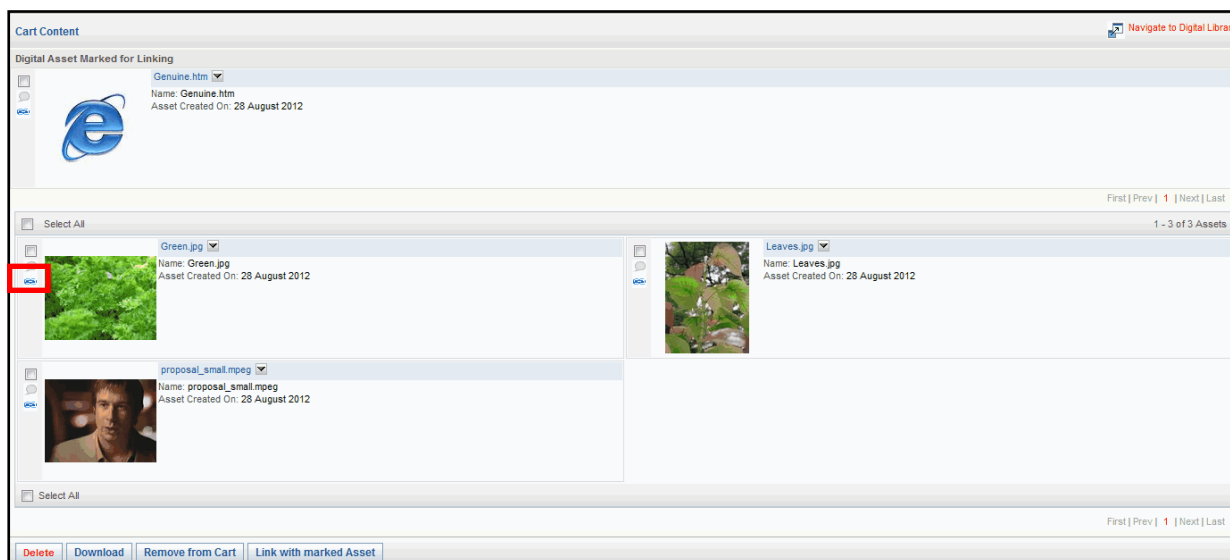 Cart Content
Navigate to Digital Librar
Digital Asset Marked for Linking
Genuine.htm
Name: Genuine.htm
Asset Created On: 28 August 2012
First | Prev | 1 | Next | Last
Select All
1 - 3 of 3 Assets
Green.jpg
Name: Green.jpg
Asset Created On: 28 August 2012
Leaves.jpg
Name: Leaves.jpg
Asset Created On: 28 August 2012
proposal_small.mpeg
Name: proposal_small.mpeg
Asset Created On: 28 August 2012
Select All
First | Prev | 1 | Next | Last
Delete Download Remove from Cart Link with marked Asset